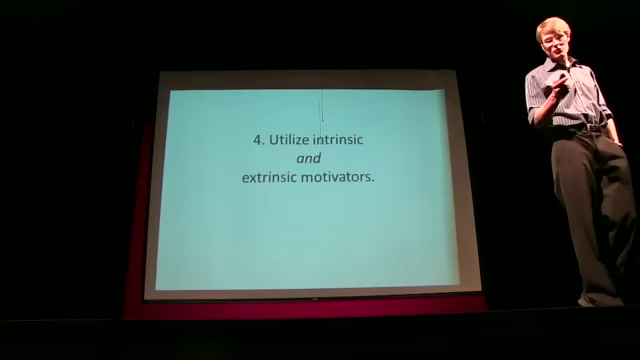 4. Utilize intrinsic
and
extrinsic motivators.